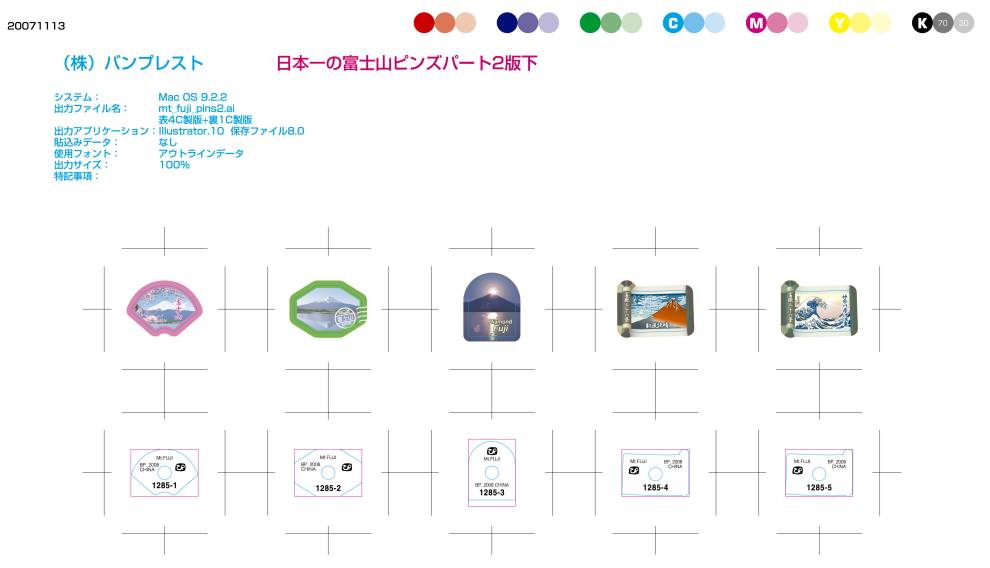 20071113
C
M
Y
K
70
30
（株）バンプレスト
日本一の富士山ピンズパート2版下
システム：
Mac OS 9.2.2
出力ファイル名：
mt_fuji_pins2.ai
表4C製版+裏1C製版
出力アプリケーション：Illustrator.10 保存ファイル8.0
貼込みデータ：
なし
使用フォント：
アウトラインデータ
出力サイズ：
100%
特記事項：
Diamond
Fuji
Mt.FUJI
BP. 2008
CHINA
1285-1
Mt.FUJI
BP. 2008
CHINA
1285-2
Mt.FUJI
BP. 2008 CHINA
1285-3
Mt.FUJI
BP. 2008
CHINA
1285-4
Mt.FUJI
BP. 2008
CHINA
1285-5